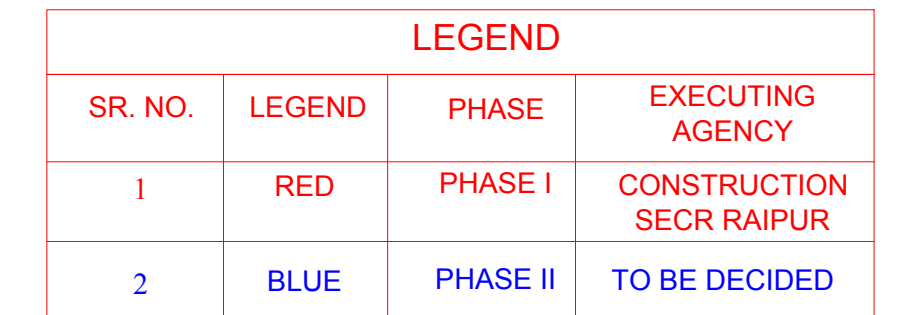 LEGEND
SR. NO. LEGEND PHASE EXECUTING
AGENCY
1 RED PHASE I CONSTRUCTION
SECR RAIPUR
2 BLUE PHASE II TO BE DECIDED